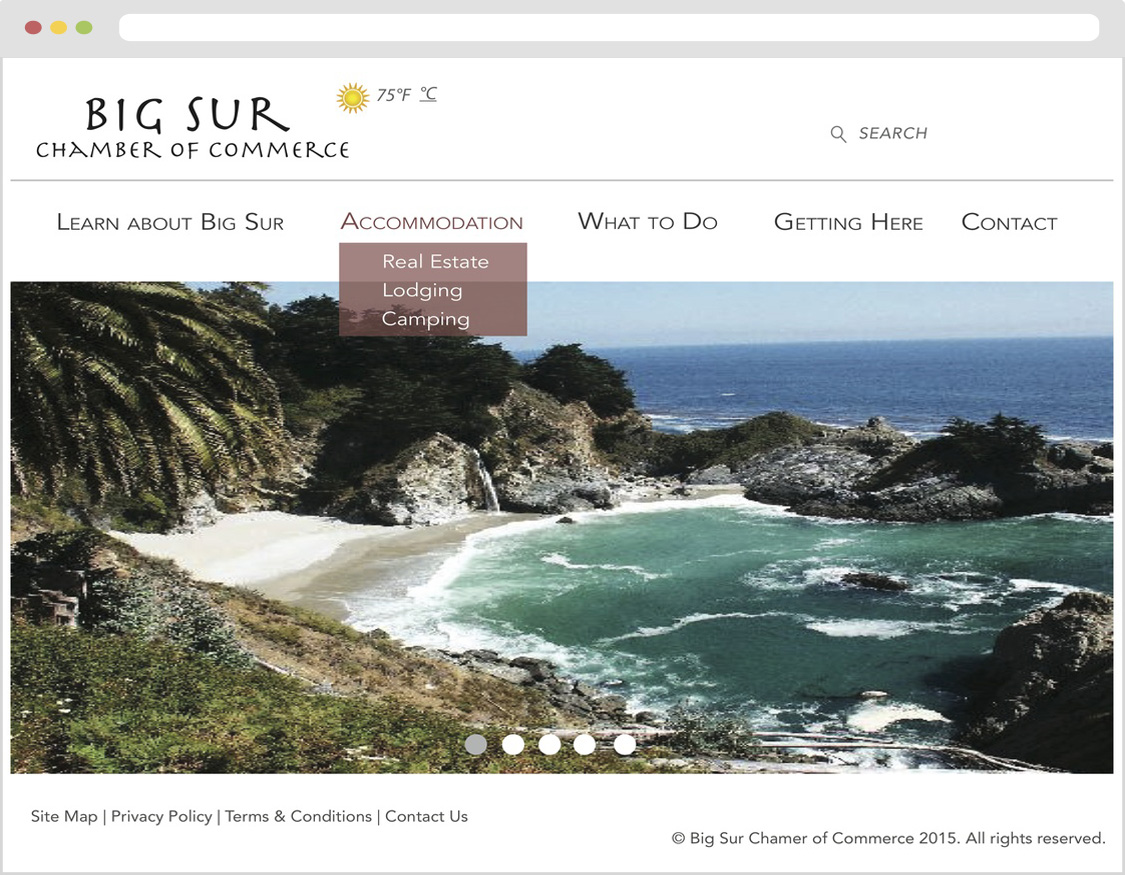 BIG SUR
CHAMBER OF COMMERCE
75°F °C
SEARCH
Learn about Big Sur
Accommodation
What to Do
Getting Here
Contact
Real Estate
Lodging
Camping
Site Map | Privacy Policy | Terms & Conditions | Contact Us
© Big Sur Chamer of Commerce 2015. All rights reserved.